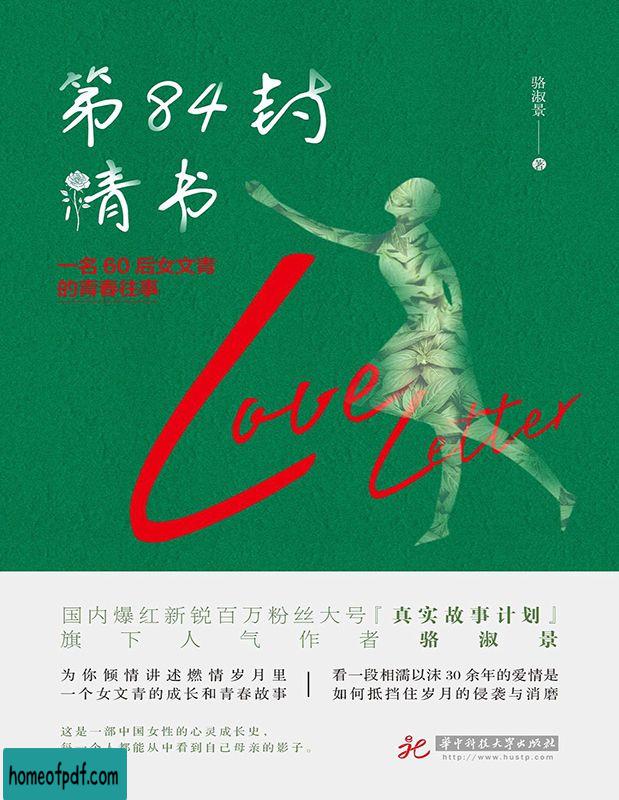 第84封
情书
骆淑景
著
一名60后女文青
的青春往事
Love
Letter
国内爆红新锐百万粉丝大号『真实故事计划』
旗下人气作者骆淑景
为你倾情讲述燃情岁月里
一个女文青的成长和青春故事
看一段相濡以沫30余年的爱情是
如何抵挡住岁月的侵袭与消磨
这是一部中国女性的心灵成长史，
每一个人都能从中看到自己母亲的影子。
华中科技大学出版社
http://www.hustp.com
homeofpdf.com